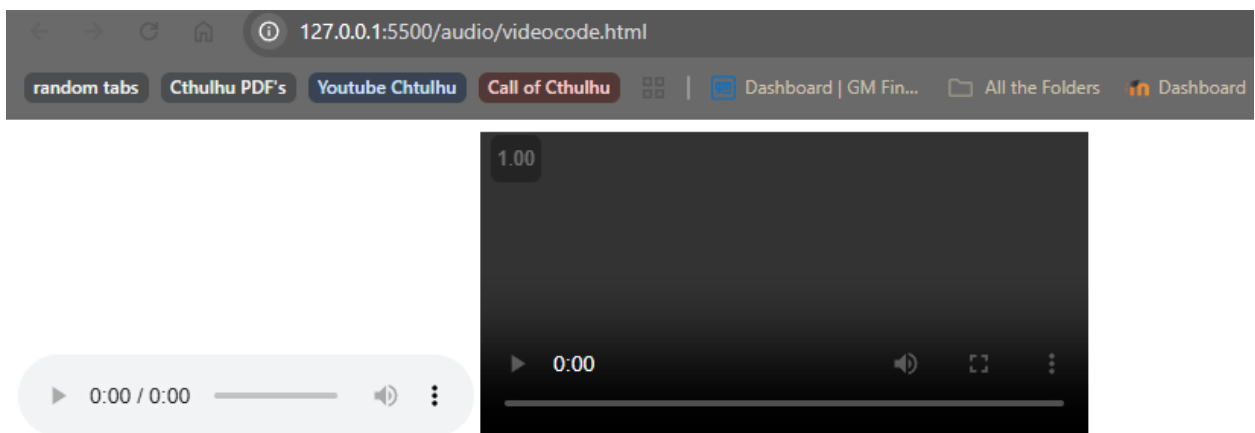 127.0.0.1:5500/audio/videocode.html
random tabs Cthulhu PDF's Youtube Chtulhu Call of Cthulhu Dashboard | GM Fin... All the Folders Dashboard
1.00
0:00
0:00 / 0:00